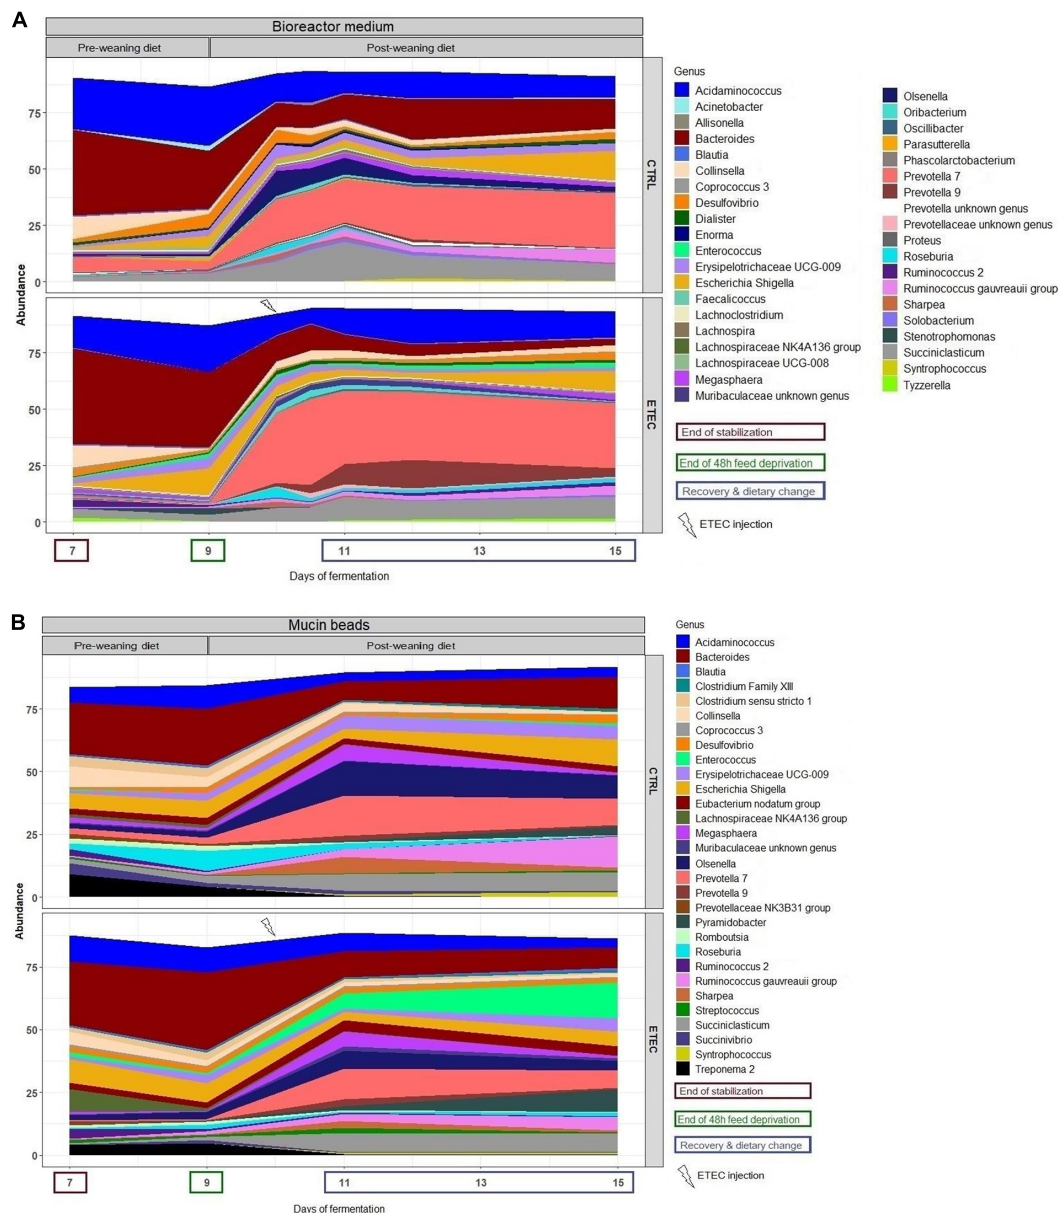 A
Bioreactor medium
Pre-weaning diet
Post-weaning diet
CTRL
75
50
25
0
ETEC
75
50
25
0
Abundance
7
9
11
13
15
Days of fermentation
Genus
Acidaminococcus
Acinetobacter
Allisonella
Bacteroides
Blautia
Collinsella
Coprococcus 3
Desulfovibrio
Dialister
Enorma
Enterococcus
Erysipelotrichaceae UCG-009
Escherichia Shigella
Faecalicoccus
Lachnoclostridium
Lachnospira
Lachnospiraceae NK4A136 group
Lachnospiraceae UCG-008
Megasphaera
Muribaculaceae unknown genus
Olsenella
Oribacterium
Oscillibacter
Parasutterella
Phascolarctobacterium
Prevotella 7
Prevotella 9
Prevotella unknown genus
Prevotellaceae unknown genus
Proteus
Roseburia
Ruminococcus 2
Ruminococcus gauvreauii group
Sharpea
Solobacterium
Stenotrophomonas
Succiniclasticum
Syntrophococcus
Tyzzerella
End of stabilization
End of 48h feed deprivation
Recovery & dietary change
ETEC injection
B
Mucin beads
Pre-weaning diet
Post-weaning diet
CTRL
75
50
25
0
ETEC
75
50
25
0
Abundance
7
9
11
13
15
Days of fermentation
Genus
Acidaminococcus
Bacteroides
Blautia
Clostridium Family XIII
Clostridium sensu stricto 1
Collinsella
Coprococcus 3
Desulfovibrio
Enterococcus
Erysipelotrichaceae UCG-009
Escherichia Shigella
Eubacterium nodatum group
Lachnospiraceae NK4A136 group
Megasphaera
Muribaculaceae unknown genus
Olsenella
Prevotella 7
Prevotella 9
Prevotellaceae NK3B31 group
Pyramidobacter
Romboutsia
Roseburia
Ruminococcus 2
Ruminococcus gauvreauii group
Sharpea
Streptococcus
Succiniclasticum
Succinivibrio
Syntrophococcus
Treponema 2
End of stabilization
End of 48h feed deprivation
Recovery & dietary change
ETEC injection